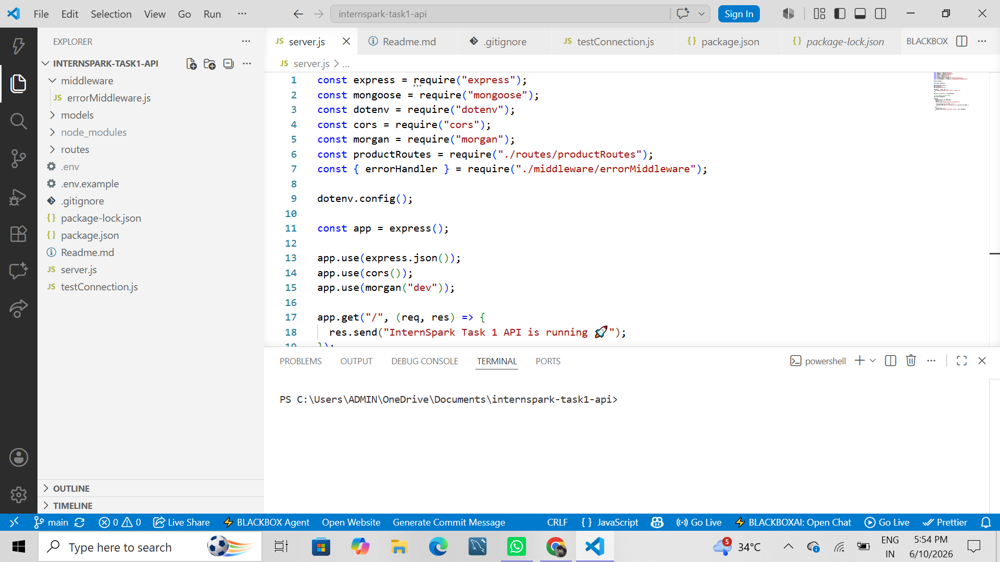 File Edit Selection View Go Run ...
internspark-task1-api
Sign In
EXPLORER
INTERNSPARK-TASK1-API
middleware
JS errorMiddleware.js
models
node_modules
routes
.env
.env.example
.gitignore
{} package-lock.json
{} package.json
Readme.md
JS server.js
JS testConnection.js
OUTLINE
TIMELINE
JS server.js
Readme.md
.gitignore
JS testConnection.js
{} package.json
{} package-lock.json
BLACKBOX
JS server.js > ...
1 const express = require("express");
2 const mongoose = require("mongoose");
3 const dotenv = require("dotenv");
4 const cors = require("cors");
5 const morgan = require("morgan");
6 const productRoutes = require("./routes/productRoutes");
7 const { errorHandler } = require("./middleware/errorMiddleware");
8
9 dotenv.config();
10
11 const app = express();
12
13 app.use(express.json());
14 app.use(cors());
15 app.use(morgan("dev"));
16
17 app.get("/", (req, res) => {
18 res.send("InternSpark Task 1 API is running 🚀");
19 });
PROBLEMS OUTPUT DEBUG CONSOLE TERMINAL PORTS
powershell
PS C:\Users\ADMIN\OneDrive\Documents\internspark-task1-api>
main 0 0 Live Share BLACKBOX Agent Open Website Generate Commit Message CRLF {} JavaScript Go Live BLACKBOXAI: Open Chat Go Live Prettier
Type here to search
5
34°C
ENG
IN
5:54 PM
6/10/2026